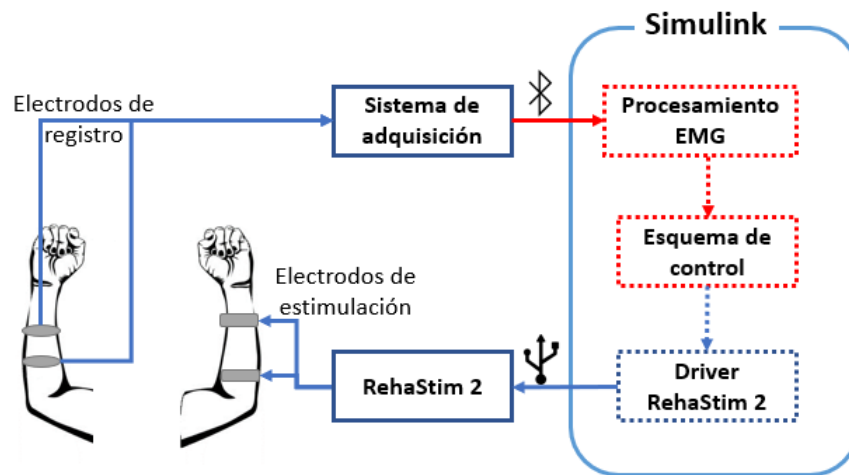 Simulink
Electrodos de
registro
Sistema de
adquisición
Procesamiento
EMG
Esquema de
control
Electrodos de
estimulación
RehaStim 2
Driver
RehaStim 2